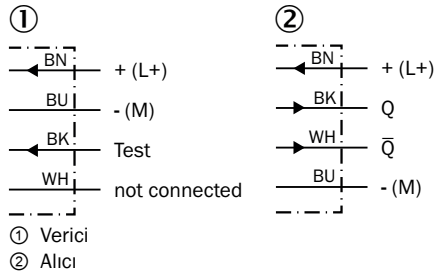 ①
BN + (L+)
BU - (M)
BK Test
WH not connected
②
BN + (L+)
BK Q
WH Q̅
BU - (M)
① Verici
② Alıcı